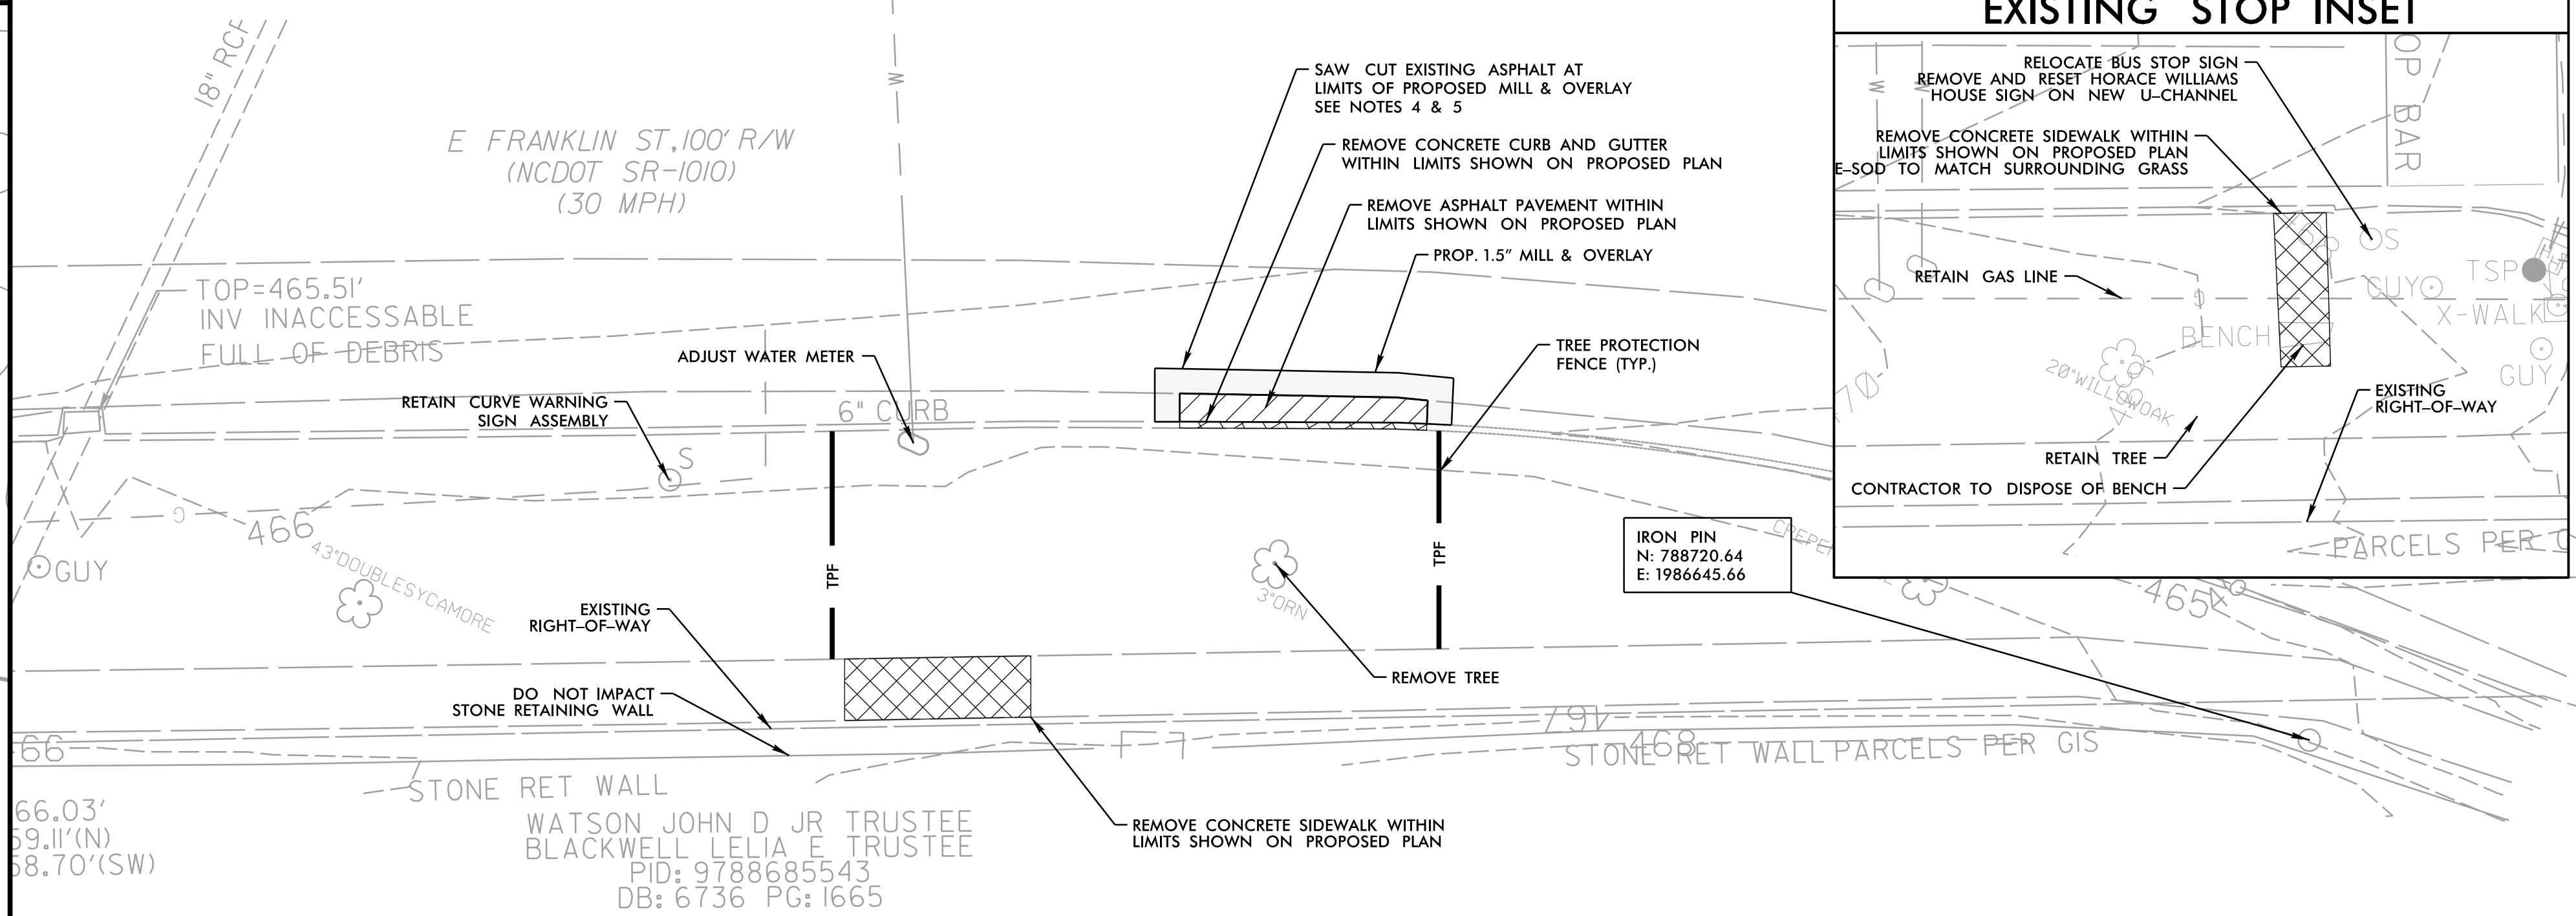 18" RCP
E FRANKLIN ST, 100' R/W
(NCDOT SR-1010)
(30 MPH)
W
TOP=465.51'
INV INACCESSABLE
FULL OF DEBRIS
ADJUST WATER METER
RETAIN CURVE WARNING
SIGN ASSEMBLY
S
6" CURB
SAW CUT EXISTING ASPHALT AT
LIMITS OF PROPOSED MILL & OVERLAY
SEE NOTES 4 & 5
REMOVE CONCRETE CURB AND GUTTER
WITHIN LIMITS SHOWN ON PROPOSED PLAN
REMOVE ASPHALT PAVEMENT WITHIN
LIMITS SHOWN ON PROPOSED PLAN
PROP. 1.5" MILL & OVERLAY
TREE PROTECTION
FENCE (TYP.)
G
466
GUY
43"DOUBLESYCAMORE
TPF
TPF
3"ORN
REMOVE TREE
IRON PIN
N: 788720.64
E: 1986645.66
EXISTING
RIGHT-OF-WAY
DO NOT IMPACT
STONE RETAINING WALL
66
STONE RET WALL
467
468
STONE RET WALL
PARCELS PER GIS
465
66.03'
59.11'(N)
58.70'(SW)
WATSON JOHN D JR TRUSTEE
BLACKWELL LELIA E TRUSTEE
PID: 9788685543
DB: 6736 PG: 1665
REMOVE CONCRETE SIDEWALK WITHIN
LIMITS SHOWN ON PROPOSED PLAN
EXISTING STOP INSET
RELOCATE BUS STOP SIGN
REMOVE AND RESET HORACE WILLIAMS
HOUSE SIGN ON NEW U-CHANNEL
W
W
OP BAR
REMOVE CONCRETE SIDEWALK WITHIN
LIMITS SHOWN ON PROPOSED PLAN
E-SOD TO MATCH SURROUNDING GRASS
S
TSP
RETAIN GAS LINE
G
GUY
X-WALK
BENCH
20"WILLOWOAK
GUY
470
EXISTING
RIGHT-OF-WAY
RETAIN TREE
CONTRACTOR TO DISPOSE OF BENCH
PARCELS PER G